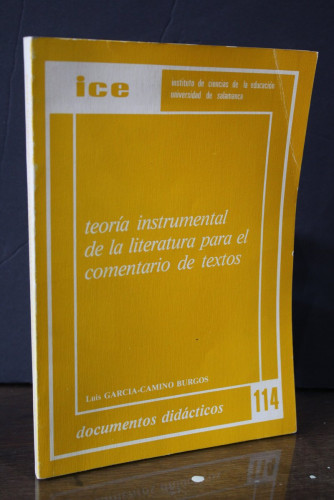 ice
instituto de ciencias de la educación
universidad de salamanca
teoría instrumental
de la literatura para el
comentario de textos
Luis GARCIA-CAMINO BURGOS
documentos didácticos
114